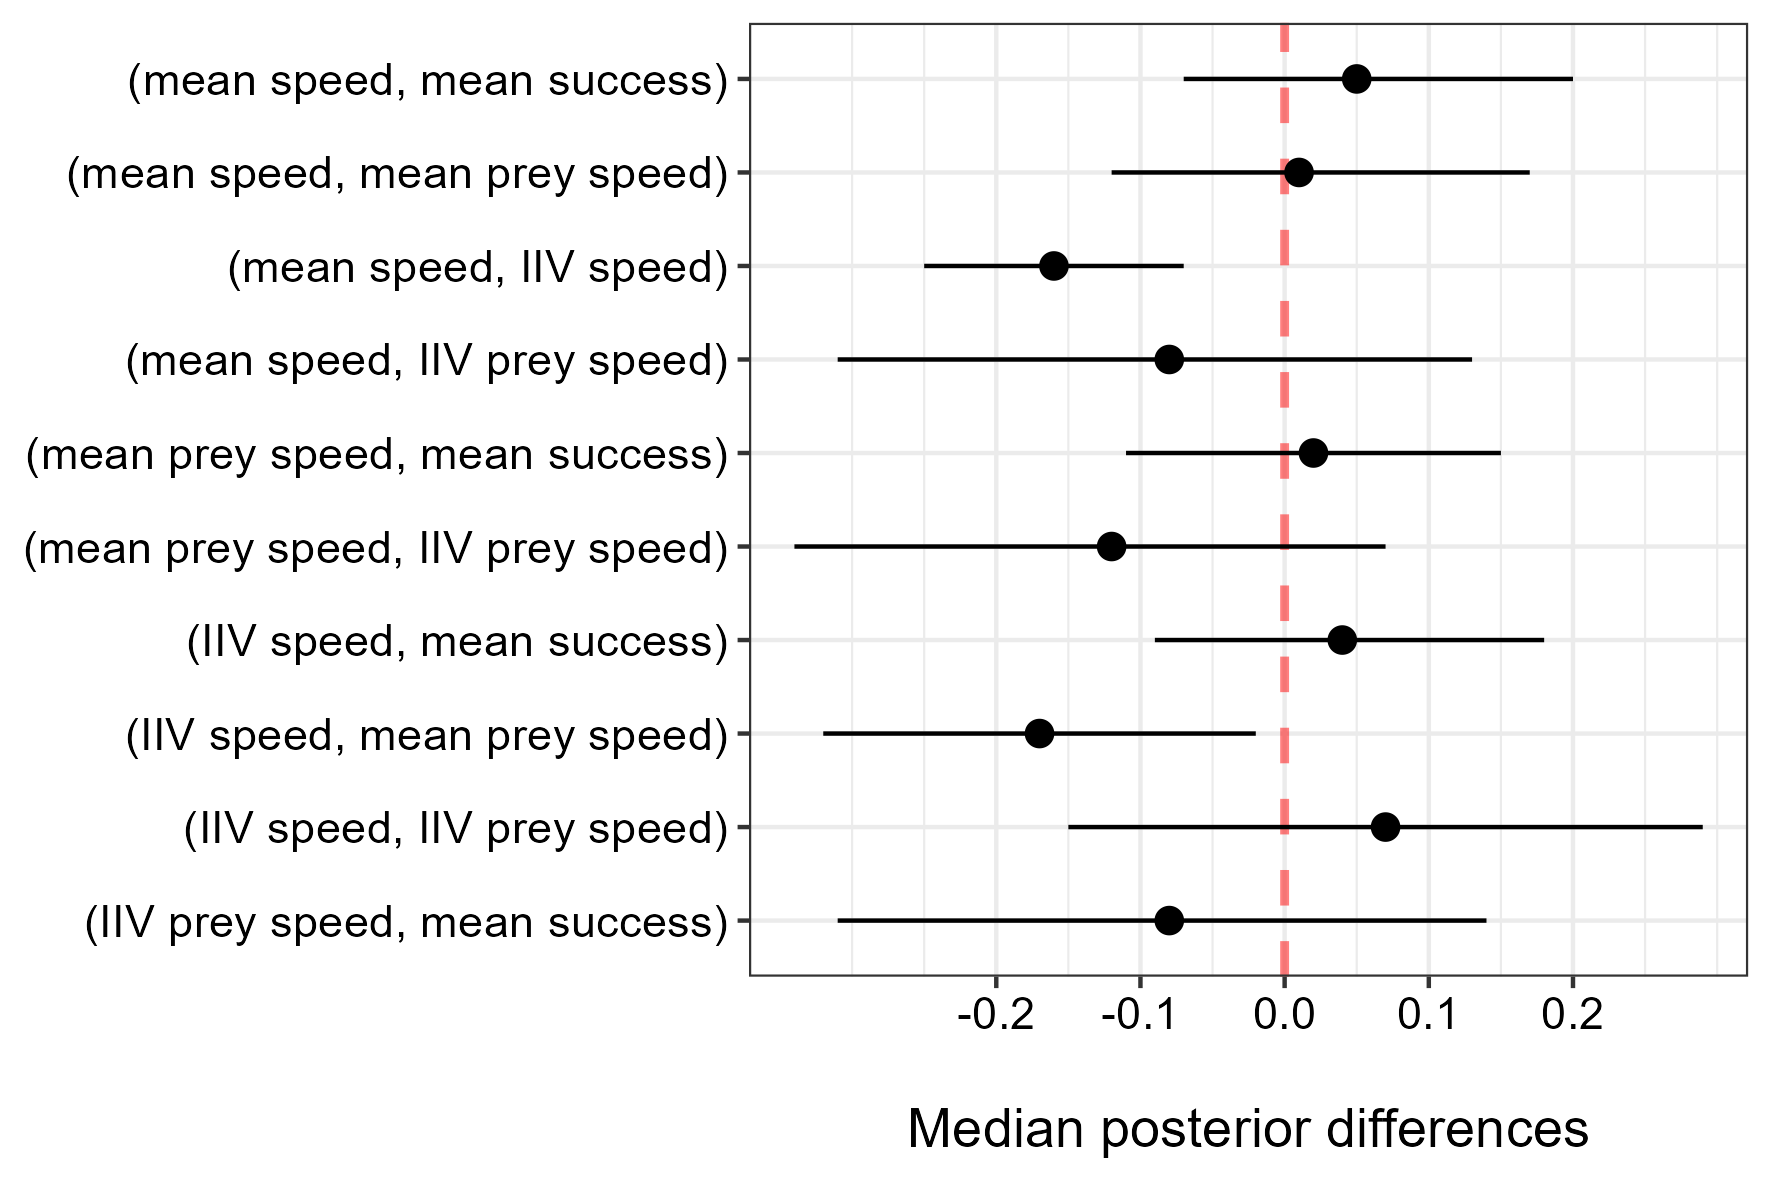 (mean speed, mean success)
(mean speed, mean prey speed)
(mean speed, IIV speed)
(mean speed, IIV prey speed)
(mean prey speed, mean success)
(mean prey speed, IIV prey speed)
(IIV speed, mean success)
(IIV speed, mean prey speed)
(IIV speed, IIV prey speed)
(IIV prey speed, mean success)
-0.2 -0.1 0.0 0.1 0.2
Median posterior differences